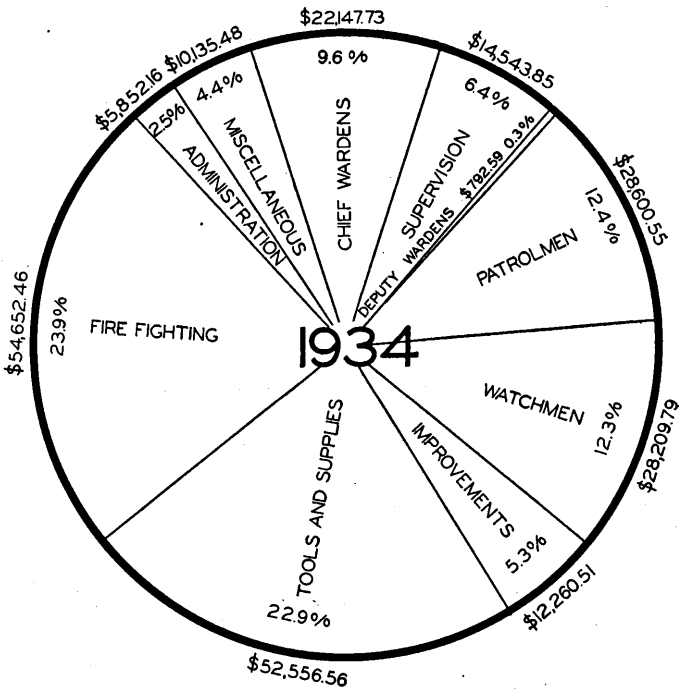 $22,147.73
9.6%
CHIEF WARDENS
$14,543.85
6.4%
SUPERVISION
DEPUTY WARDENS $792.59 0.3%
$28,600.55
12.4%
PATROLMEN
WATCHMEN
12.3%
$28,209.79
IMPROVEMENTS
5.3%
$12,260.51
TOOLS AND SUPPLIES
22.9%
$52,556.56
FIRE FIGHTING
23.9%
$54,652.46
ADMINISTRATION
2.5%
$5,852.16
MISCELLANEOUS
4.4%
$10,135.48
1934